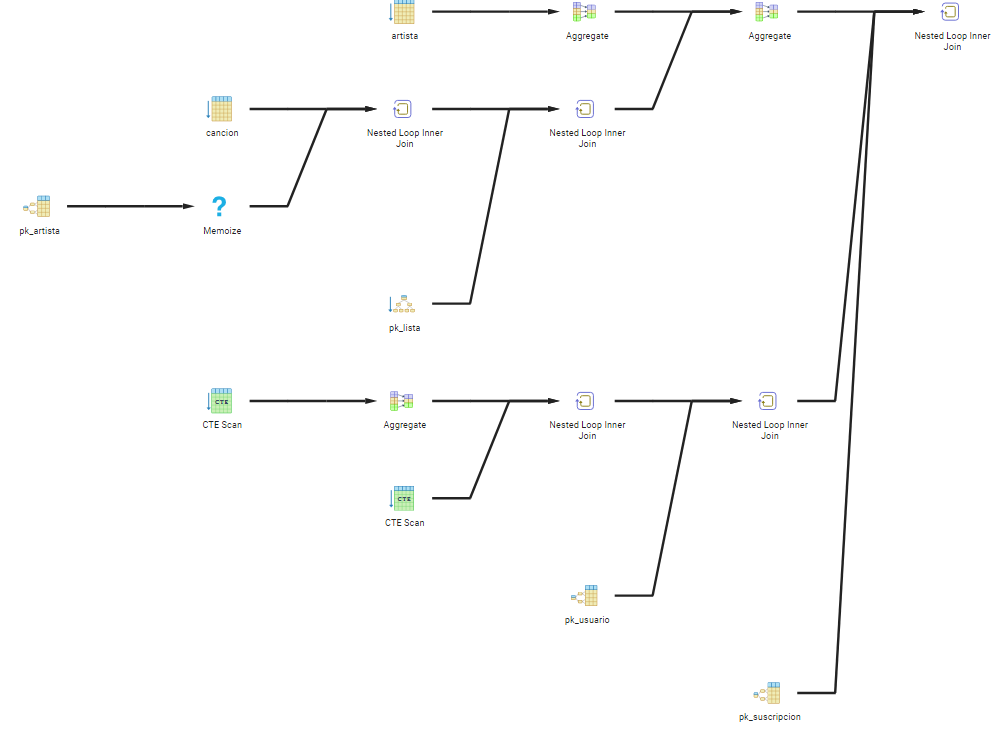 artista
Aggregate
Aggregate
Nested Loop Inner
Join
cancion
Nested Loop Inner
Join
Nested Loop Inner
Join
pk_artista
?
Memoize
pk_lista
CTE
CTE Scan
Aggregate
Nested Loop Inner
Join
Nested Loop Inner
Join
CTE
CTE Scan
pk_usuario
pk_suscripcion